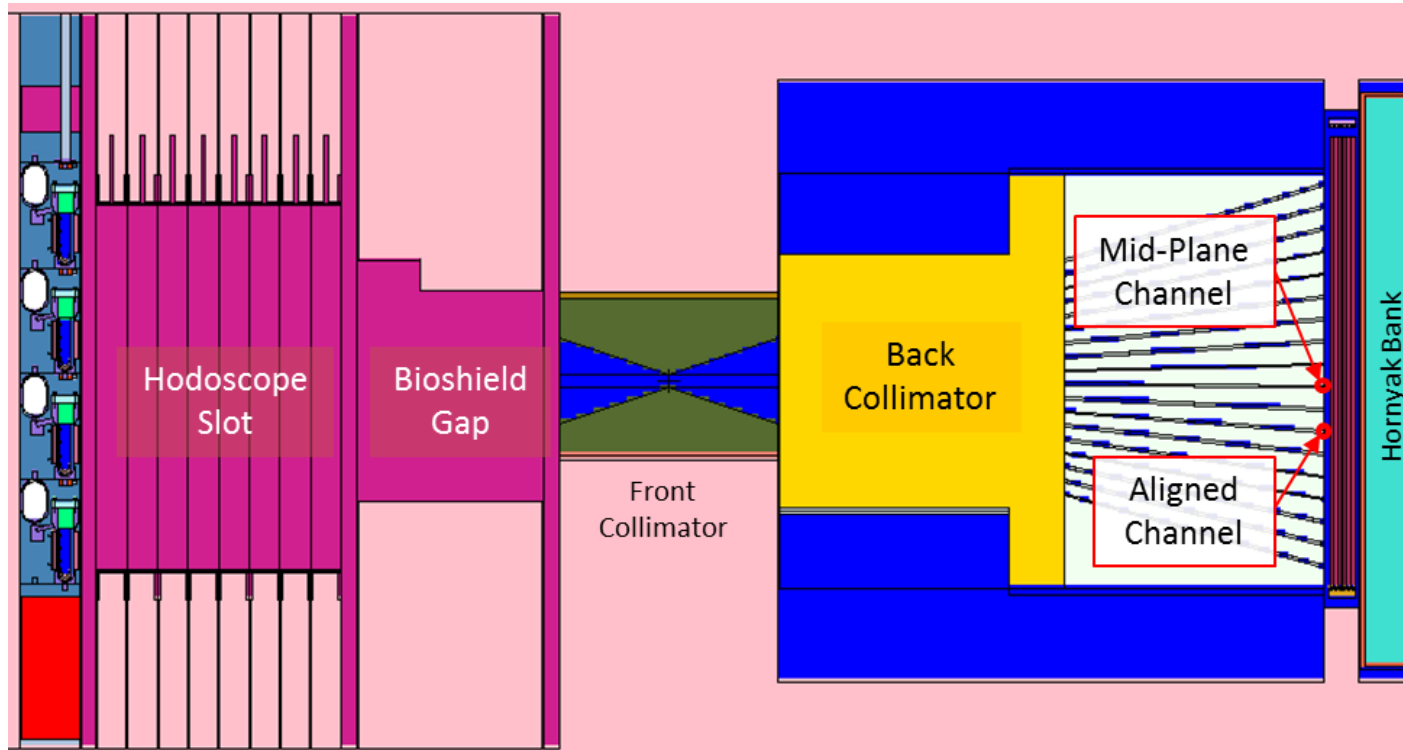 Hodoscope
Slot
Bioshield
Gap
Front
Collimator
Back
Collimator
Mid-Plane
Channel
Aligned
Channel
Hornyak Bank